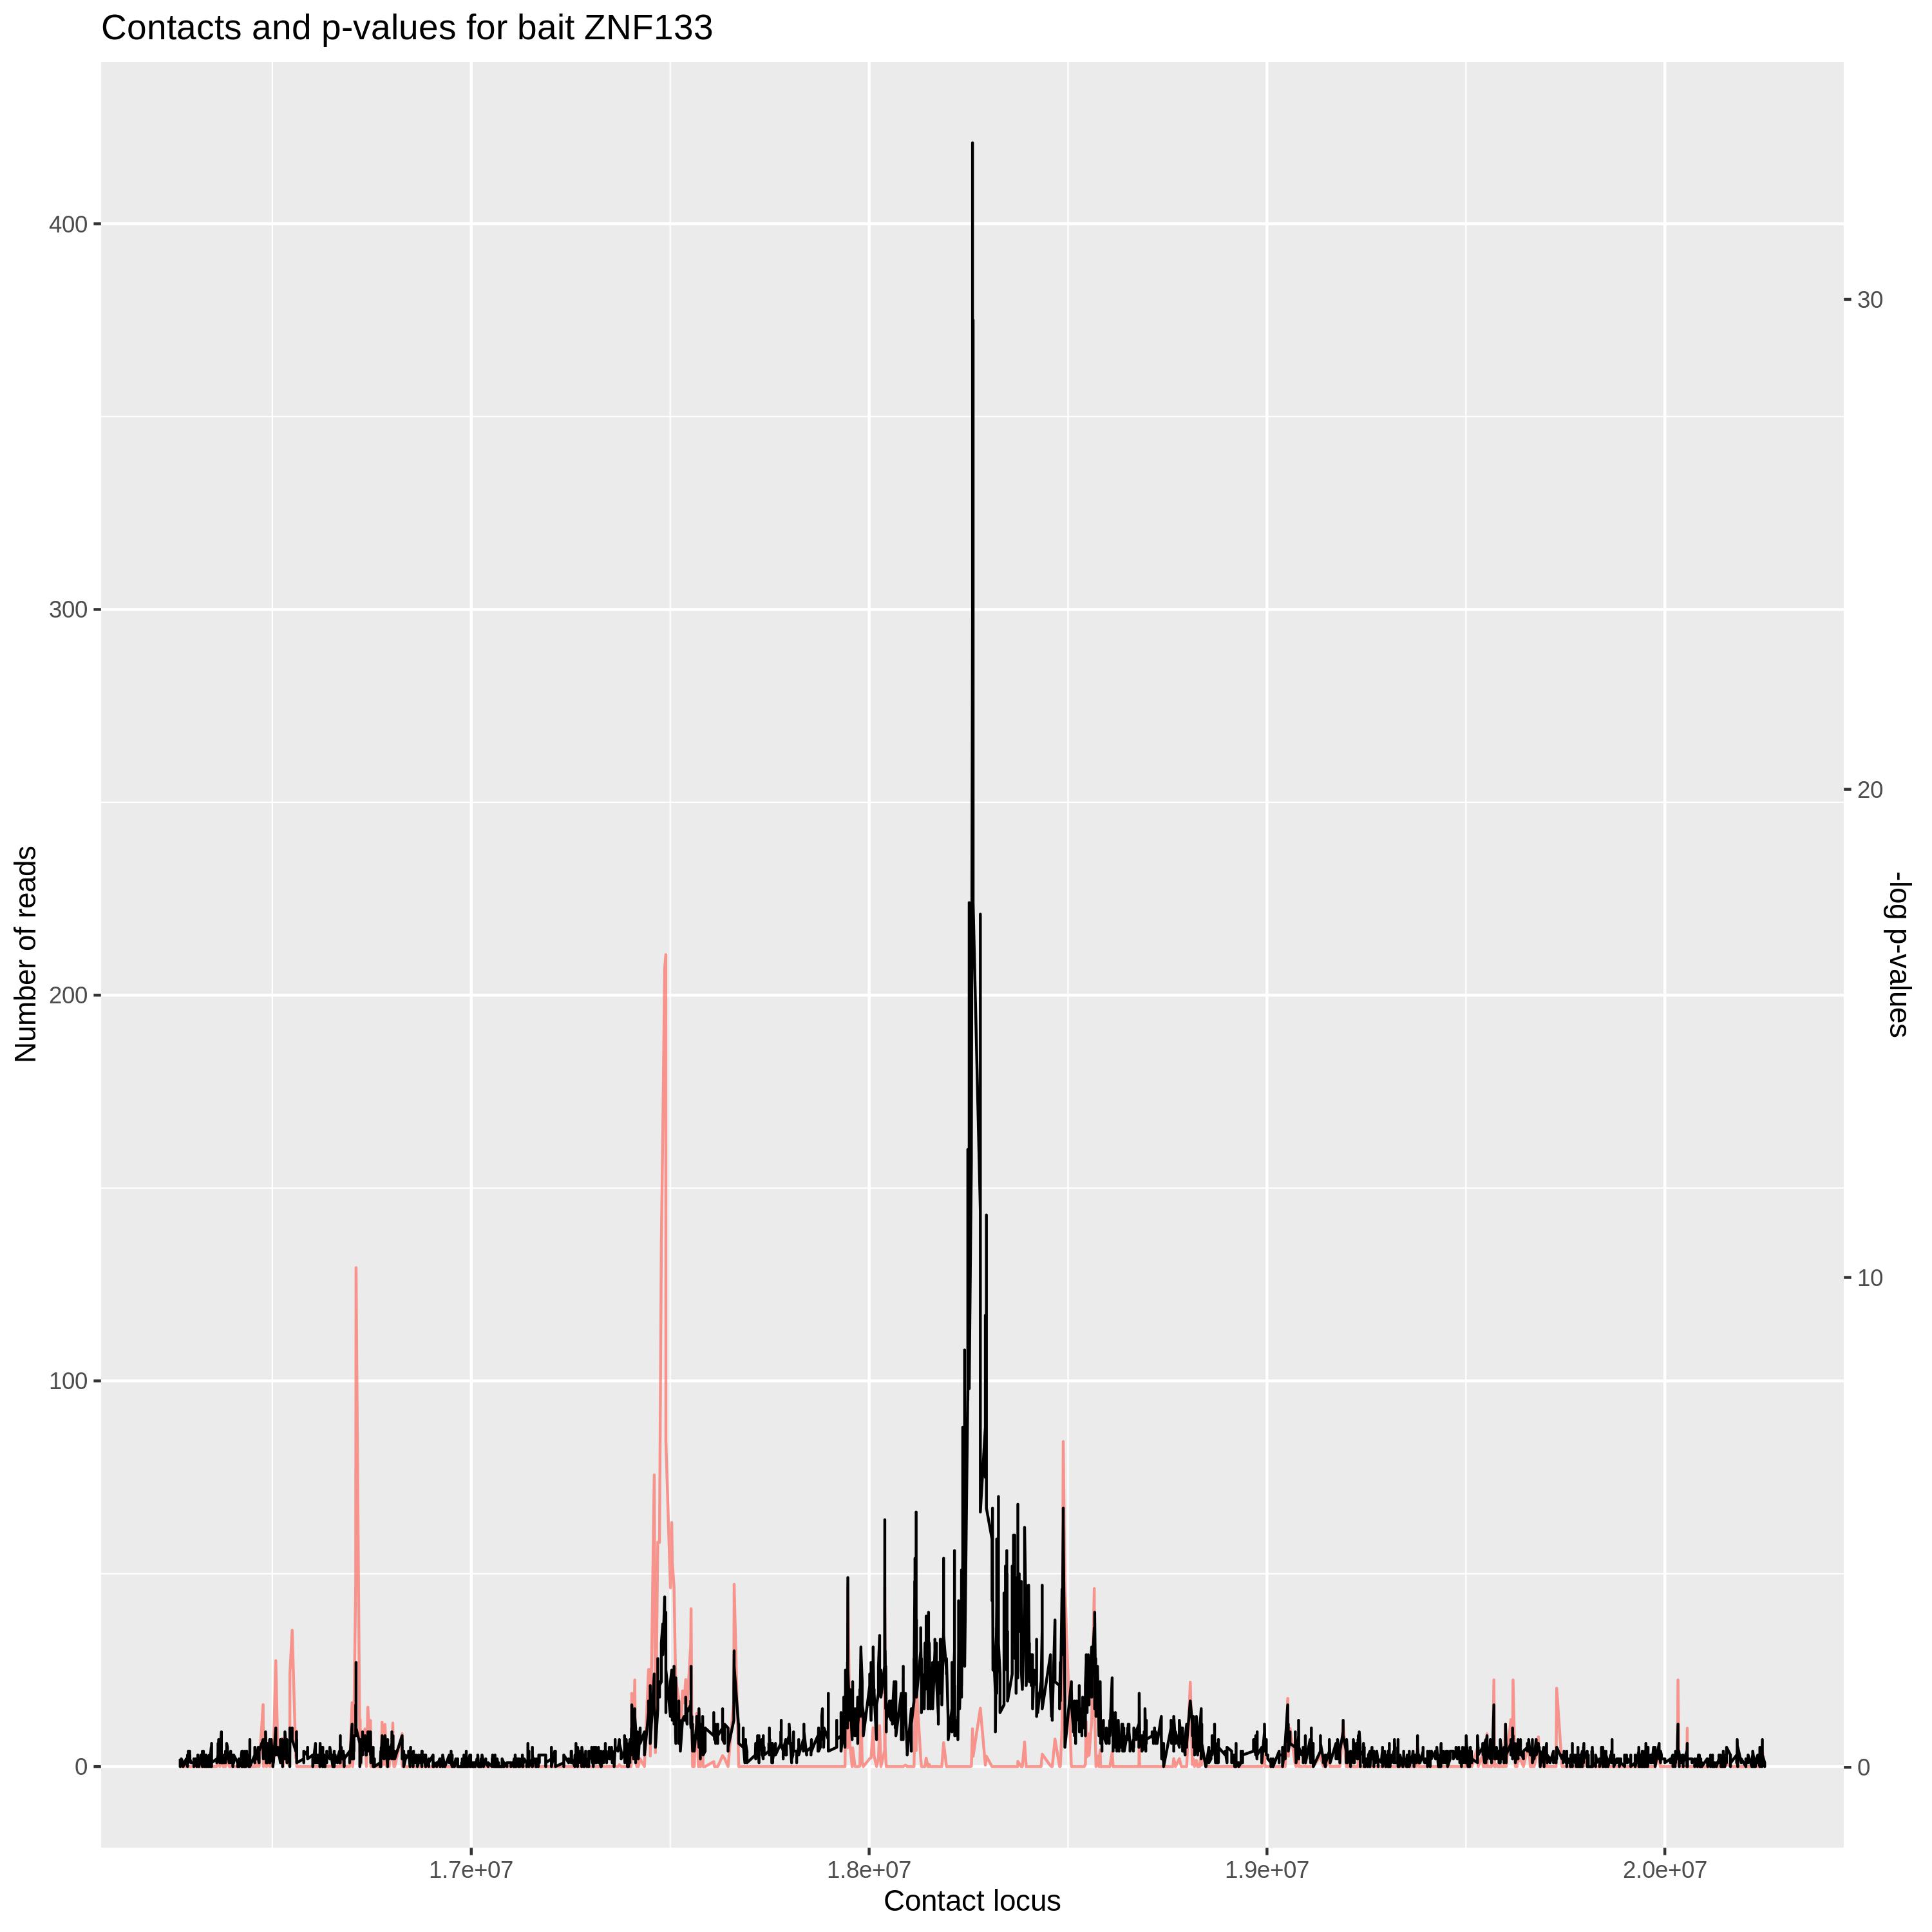 Contacts and p-values for bait ZNF133
400
300
200
100
0
Number of reads
30
20
10
0
-log p-values
1.7e+07
1.8e+07
1.9e+07
2.0e+07
Contact locus